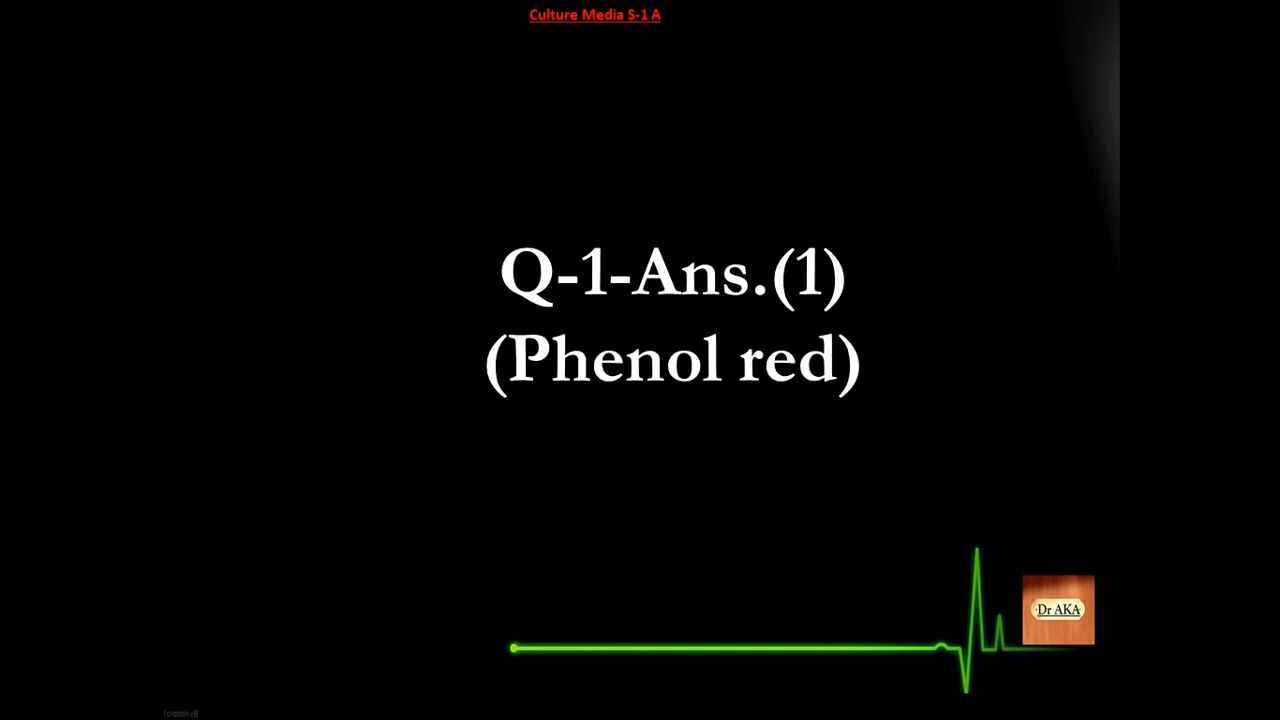 Culture Media S-1 A
Q-1-Ans.(1)
(Phenol red)
Dr AKA